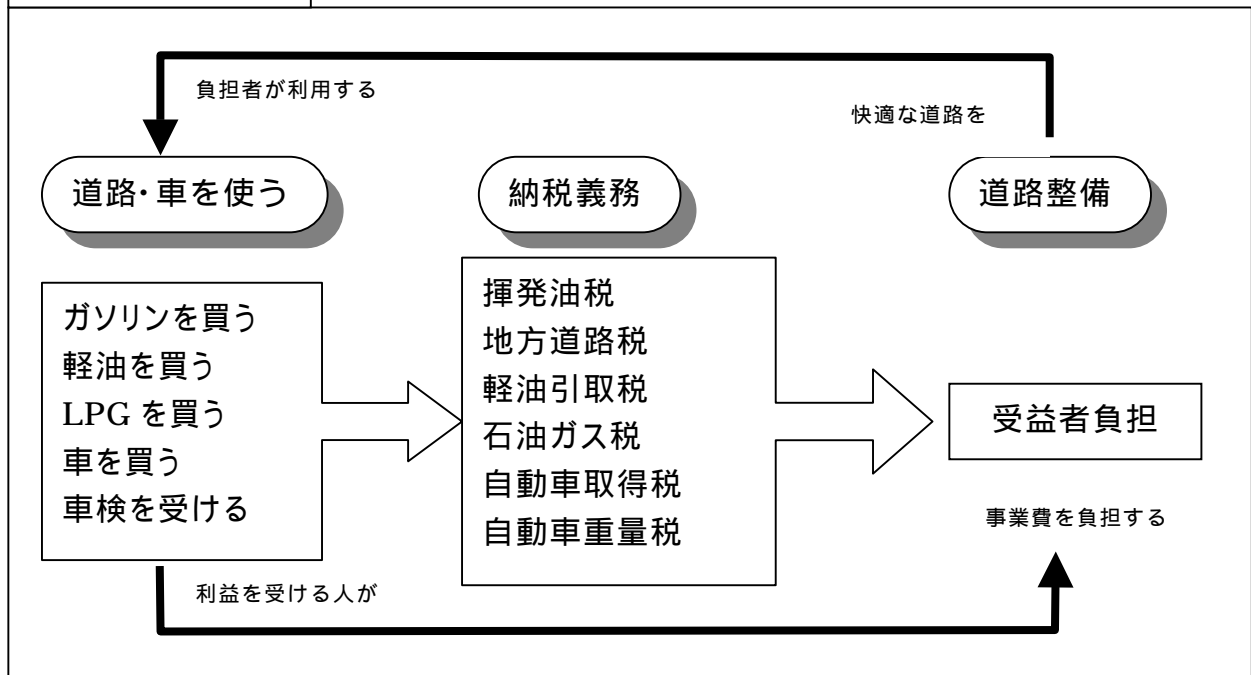 負担者が利用する
快適な道路を
道路・車を使う
納税義務
道路整備
ガソリンを買う
軽油を買う
LPG を買う
車を買う
車検を受ける
揮発油税
地方道路税
軽油引取税
石油ガス税
自動車取得税
自動車重量税
受益者負担
事業費を負担する
利益を受ける人が